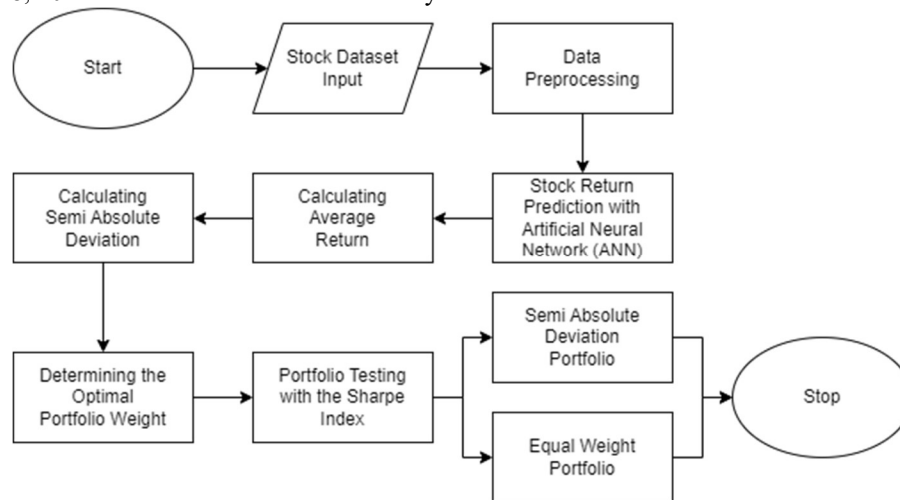 Start
Stock Dataset
Input
Data
Preprocessing
Stock Return
Prediction with
Artificial Neural
Network (ANN)
Calculating
Average
Return
Calculating
Semi Absolute
Deviation
Determining the
Optimal
Portfolio Weight
Portfolio Testing
with the Sharpe
Index
Semi Absolute
Deviation
Portfolio
Equal Weight
Portfolio
Stop